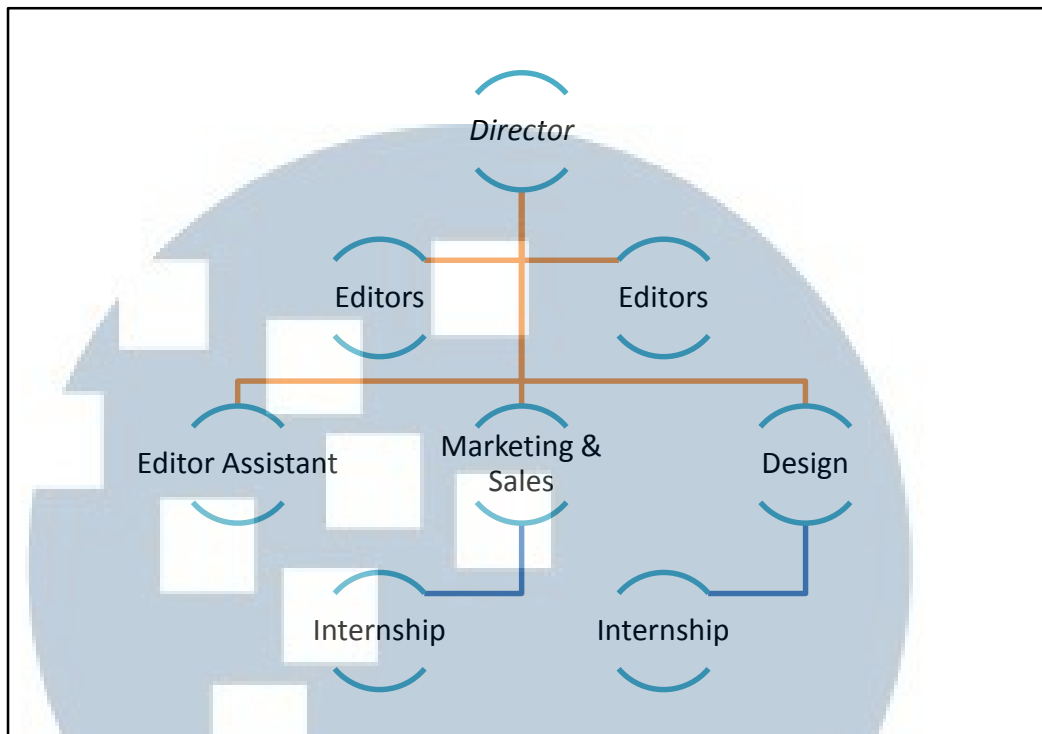 Director
Editors
Editors
Editor Assistant
Marketing &
Sales
Design
Internship
Internship